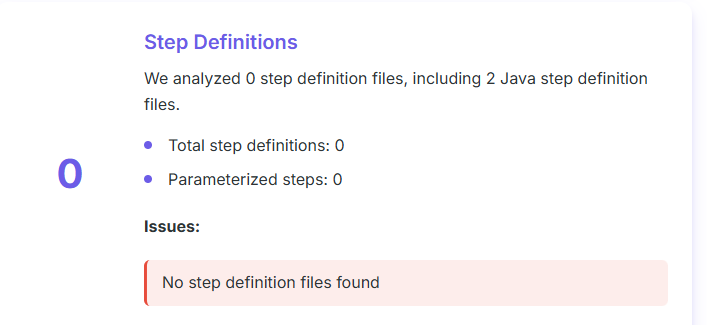 Step Definitions
We analyzed 0 step definition files, including 2 Java step definition
files.
Total step definitions: 0
0
Parameterized steps: 0
Issues:
No step definition files found